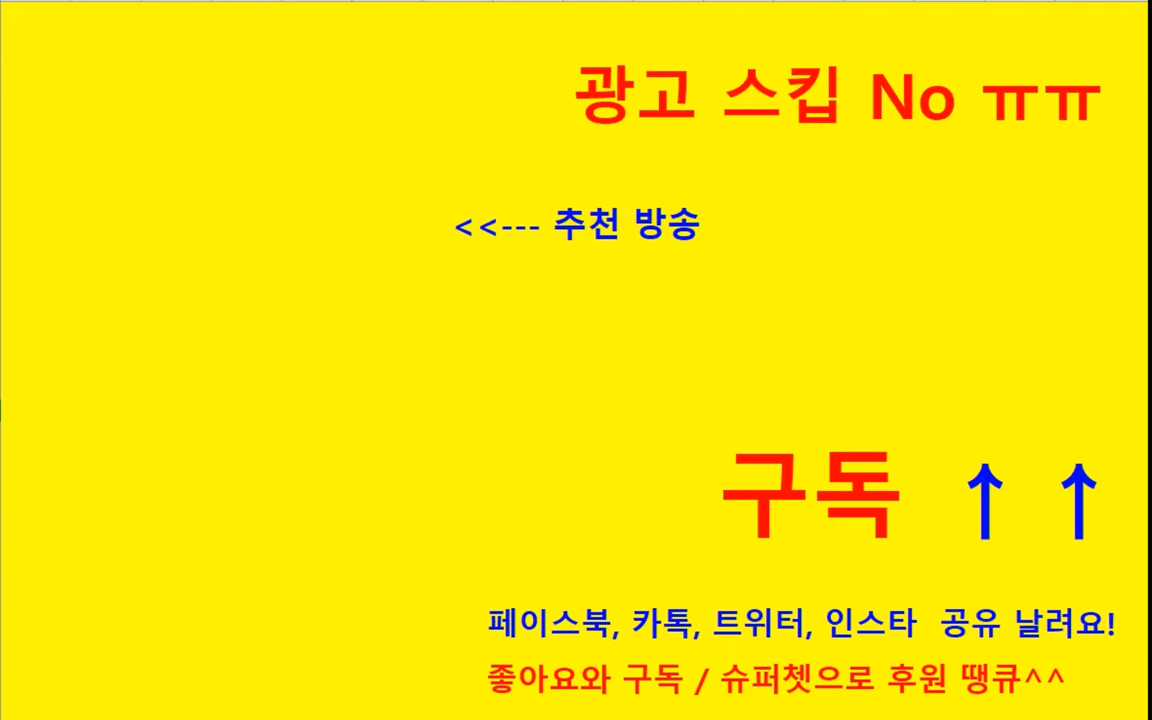 광고 스킵 No ㅠㅠ
<<--- 추천 방송
구독 ↑ ↑
페이스북, 카톡, 트위터, 인스타 공유 날려요!
좋아요와 구독 / 슈퍼쳇으로 후원 땡큐^^